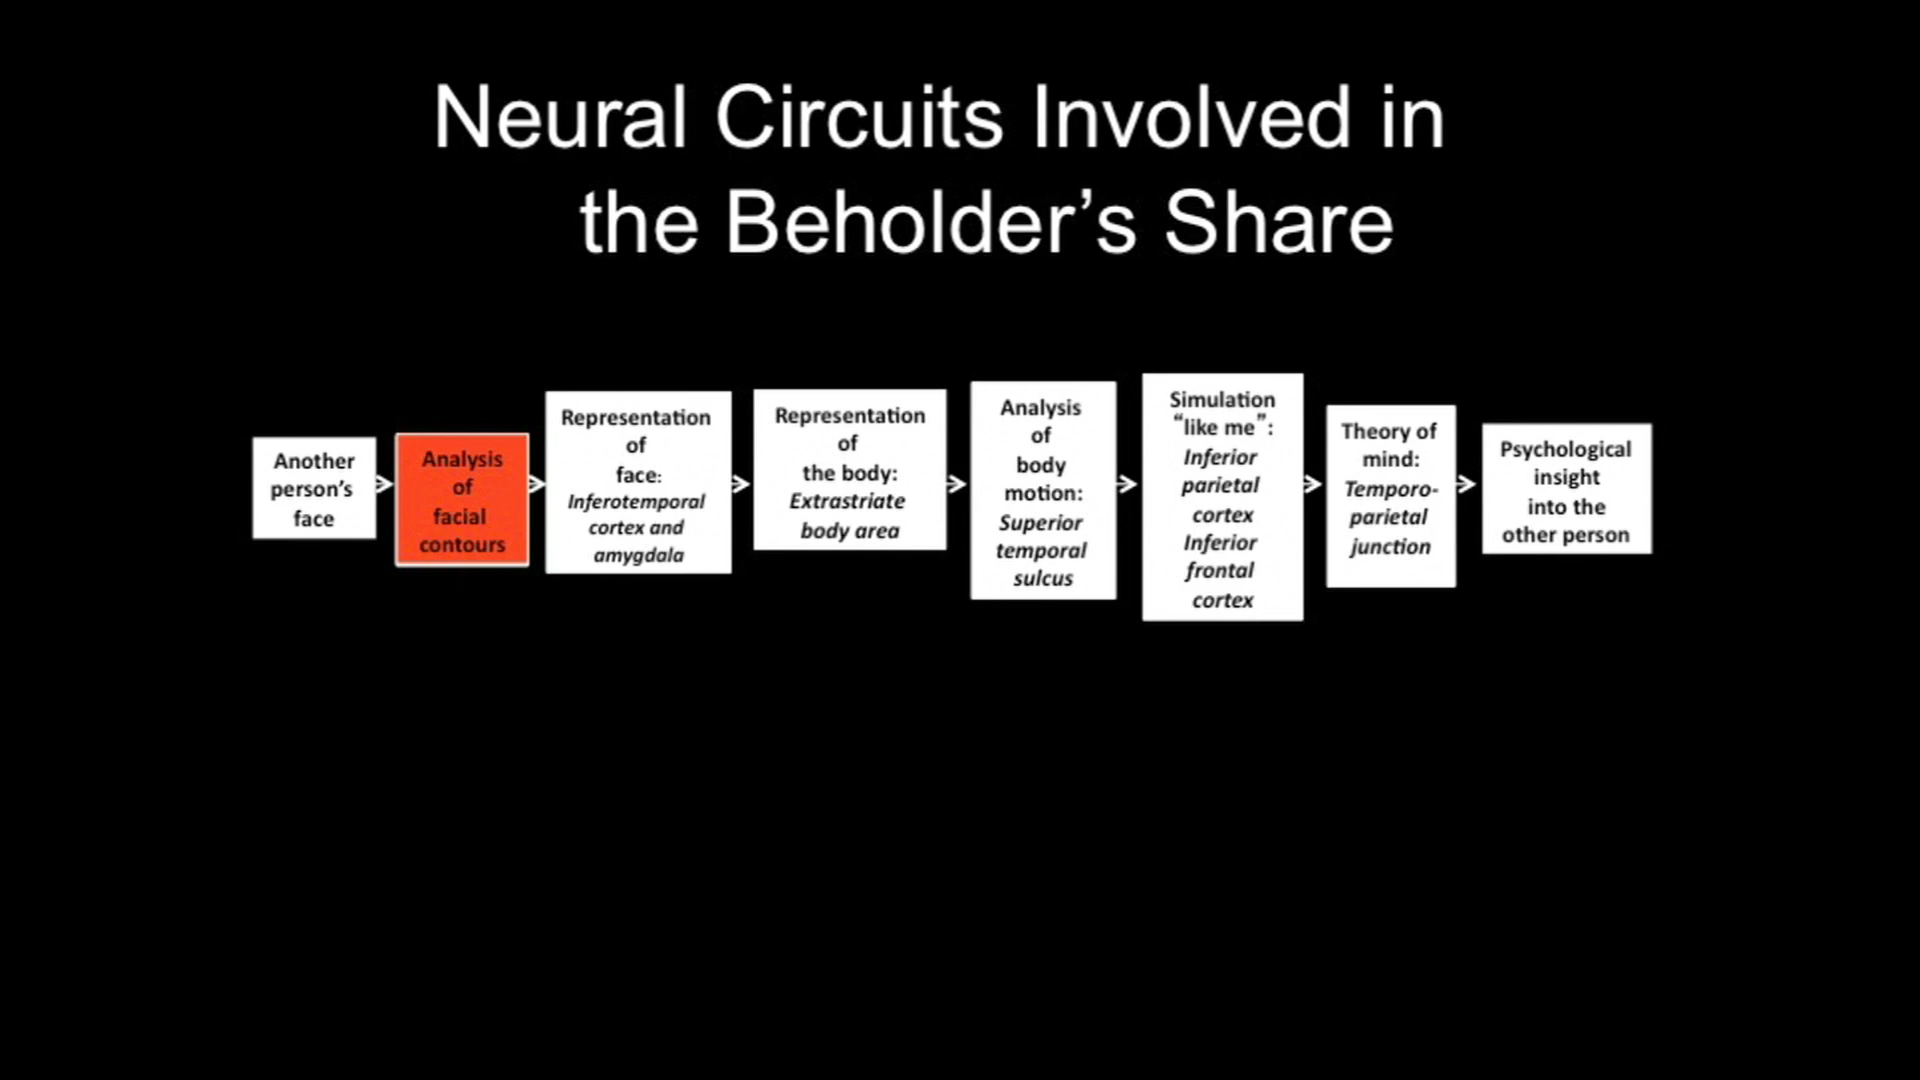 Neural Circuits Involved in
the Beholder’s Share
Another
person’s
face
Analysis
of
facial
contours
Representation
of
face:
Inferotemporal
cortex and
amygdala
Representation
of
the body:
Extrastriate
body area
Analysis
of
body
motion:
Superior
temporal
sulcus
Simulation
“like me”:
Inferior
parietal
cortex
Inferior
frontal
cortex
Theory of
mind:
Temporo-
parietal
junction
Psychological
insight
into the
other person